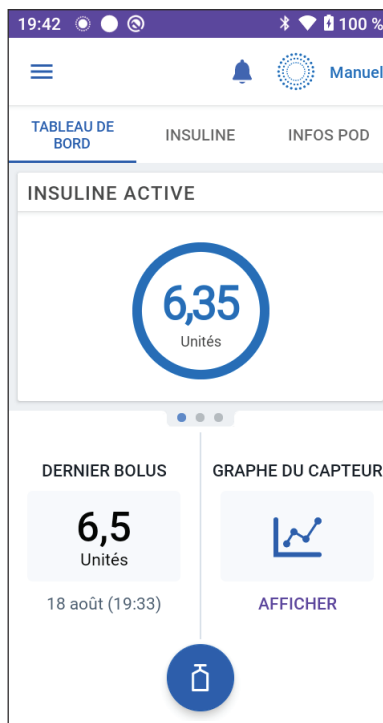 19:42 100 %
Manuel
TABLEAU DE
BORD
INSULINE
INFOS POD
INSULINE ACTIVE
6,35
Unités
DERNIER BOLUS
GRAPHE DU CAPTEUR
6,5
Unités
18 août (19:33)
AFFICHER